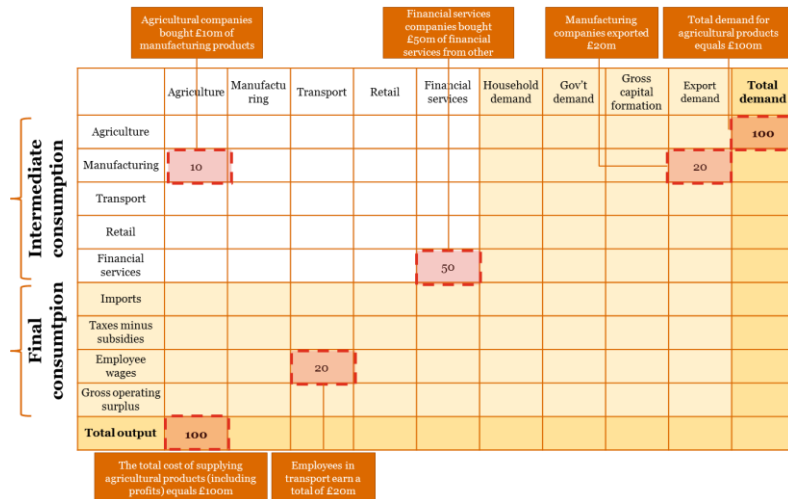 Agricultural companies
bought £10m of
manufacturing products
Financial services
companies bought £50m
of financial services
from other
Manufacturing
companies exported
£20m
Total demand for
agricultural products
equals £100m
Agriculture
Manufactu
ring
Transport
Retail
Financial
services
Household
demand
Gov't
demand
Gross
capital
formation
Export
demand
Total
demand
Intermediate
consumption
Agriculture
100
Manufacturing
10
20
Transport
Retail
Financial
services
50
Final
consumtpion
Imports
Taxes minus
subsidies
Employee
wages
20
Gross operating
surplus
Total output
100
The total cost of supplying
agricultural products (including
profits) equals £100m
Employees in
transport earn a
total of £20m